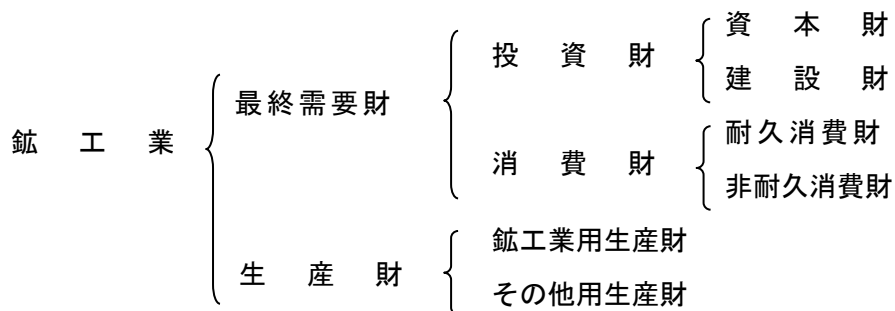 鉱工業
最終需要財
投資財
資本財
建設財
消費財
耐久消費財
非耐久消費財
生産財
鉱工業用生産財
その他用生産財